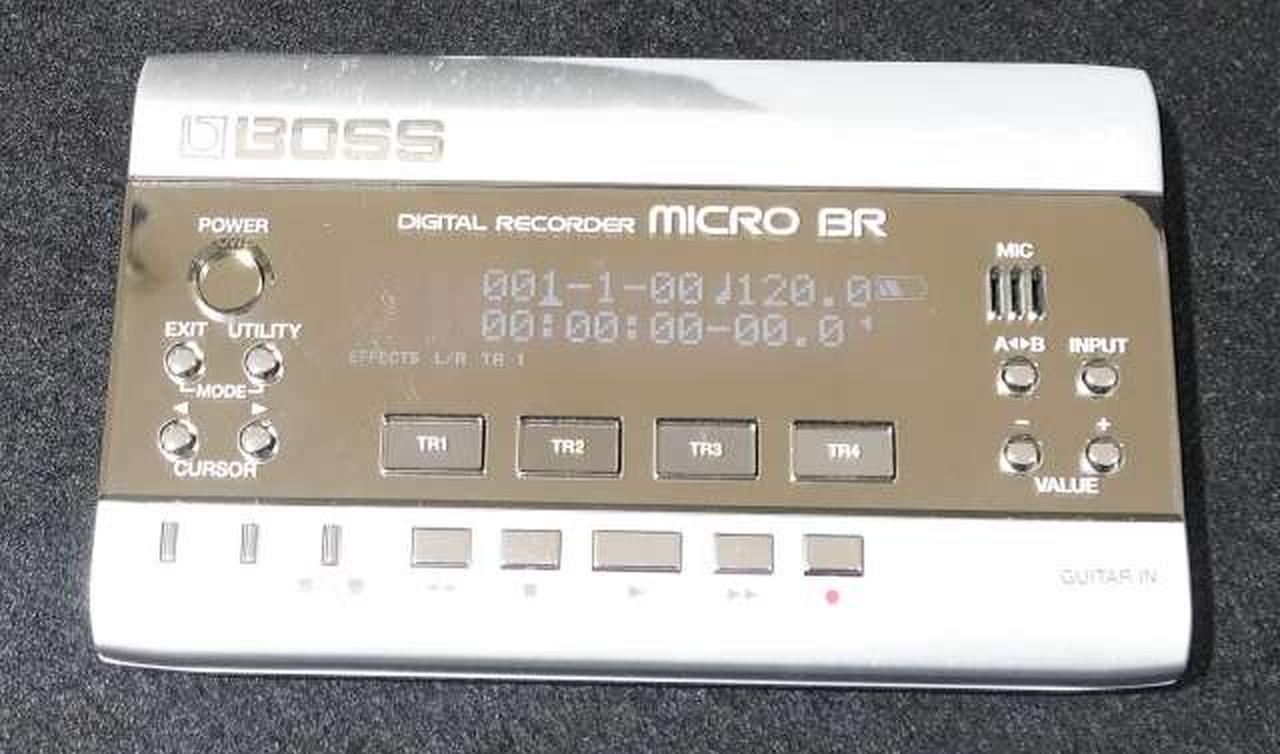 BOSS
DIGITAL RECORDER MICRO BR
POWER
MIC
001-1-00 ♩120.0
00:00:00-00.0
EFFECTS L/R TR 1
EXIT UTILITY
MODE
CURSOR
A◂▸B INPUT
TR1 TR2 TR3 TR4
- +
VALUE
GUITAR IN